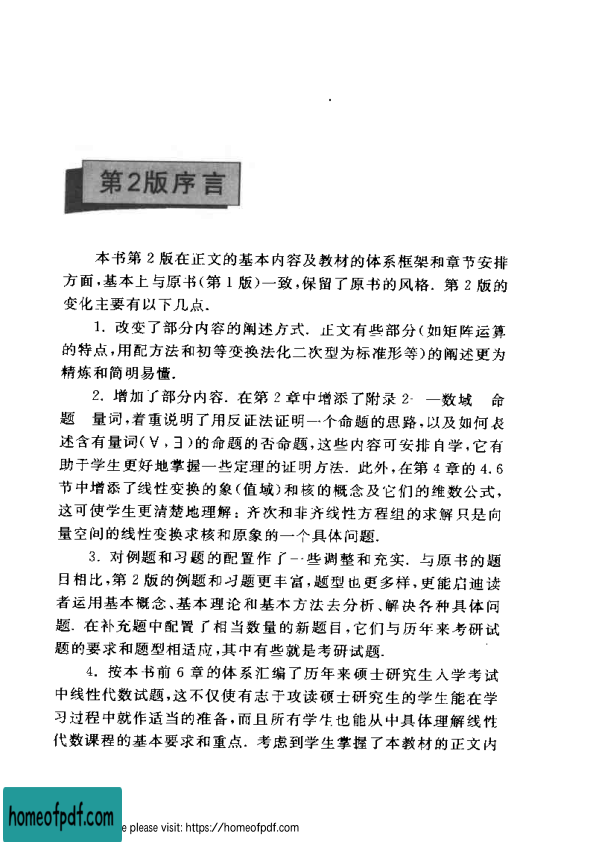 第2版序言
本书第 2 版在正文的基本内容及教材的体系框架和章节安排
方面,基本上与原书(第 1 版)一致,保留了原书的风格. 第 2 版的
变化主要有以下几点.
1. 改变了部分内容的阐述方式. 正文有些部分(如矩阵运算
的特点,用配方法和初等变换法化二次型为标准形等)的阐述更为
精炼和简明易懂.
2. 增加了部分内容. 在第 2 章中增添了附录 2 —数域 命
题 量词,着重说明了用反证法证明一个命题的思路,以及如何表
述含有量词(∀,∃)的命题的否命题,这些内容可安排自学,它有
助于学生更好地掌握一些定理的证明方法. 此外,在第 4 章的 4.6
节中增添了线性变换的象(值域)和核的概念及它们的维数公式,
这可使学生更清楚地理解: 齐次和非齐线性方程组的求解只是向
量空间的线性变换求核和原象的一个具体问题.
3. 对例题和习题的配置作了一些调整和充实. 与原书的题
目相比,第 2 版的例题和习题更丰富,题型也更多样,更能启迪读
者运用基本概念、基本理论和基本方法去分析、解决各种具体问
题. 在补充题中配置了相当数量的新题目,它们与历年来考研试
题的要求和题型相适应,其中有些就是考研试题.
4. 按本书前 6 章的体系汇编了历年来硕士研究生入学考试
中线性代数试题,这不仅使有志于攻读硕士研究生的学生能在学
习过程中就作适当的准备,而且所有学生也能从中具体理解线性
代数课程的基本要求和重点. 考虑到学生掌握了本教材的正文内
homeofpdf.com
e please visit: https://homeofpdf.com